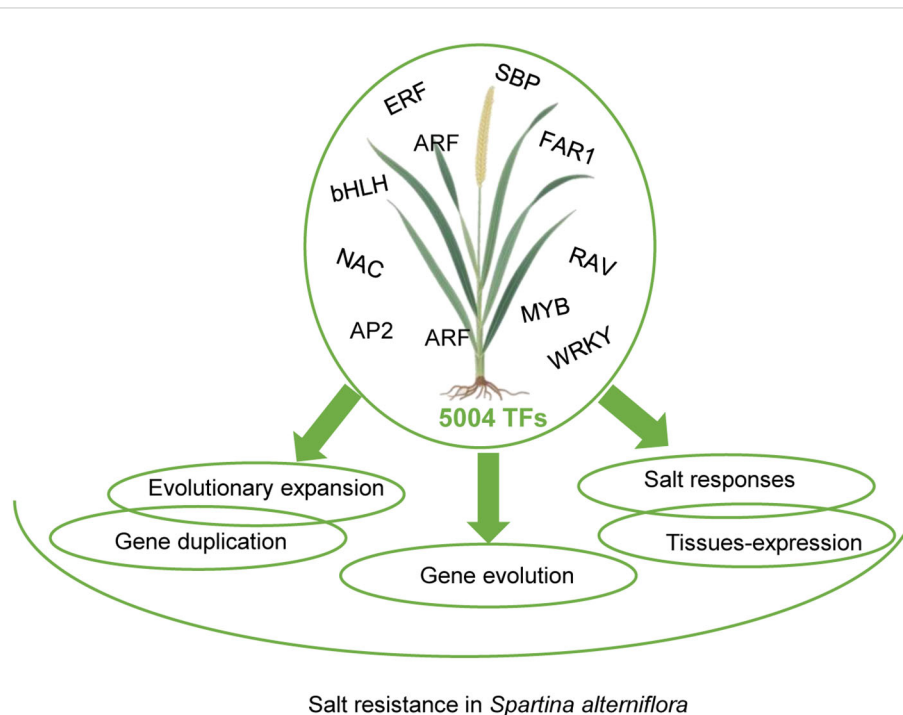 SBP
ERF
ARF
FAR1
bHLH
NAC
RAV
MYB
AP2
ARF
WRKY
5004 TFs
Evolutionary expansion
Salt responses
Gene duplication
Tissues-expression
Gene evolution
Salt resistance in Spartina alterniflora